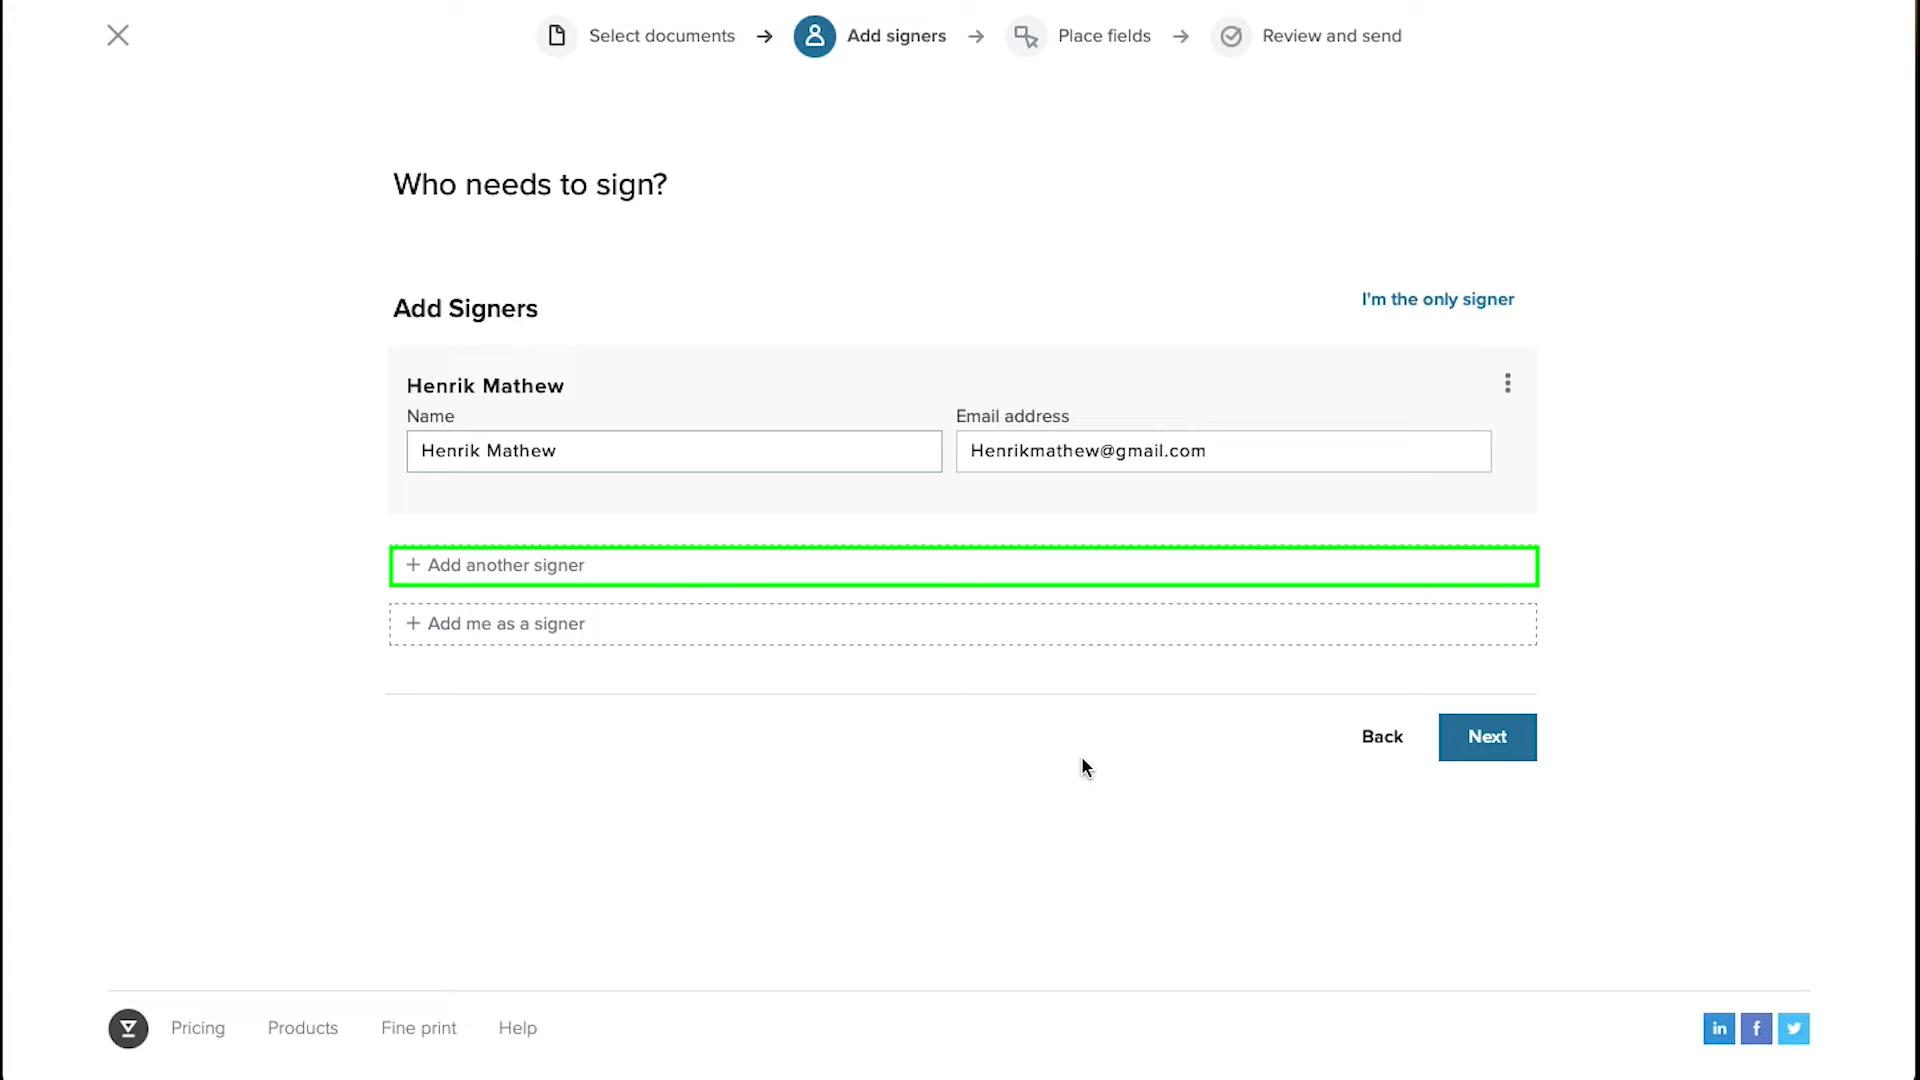 Select documents → Add signers → Place fields → Review and send
Who needs to sign?
Add Signers
I'm the only signer
Henrik Mathew
Name
Email address
Henrik Mathew
Henrikmathew@gmail.com
+ Add another signer
+ Add me as a signer
Back
Next
Pricing
Products
Fine print
Help
in
f